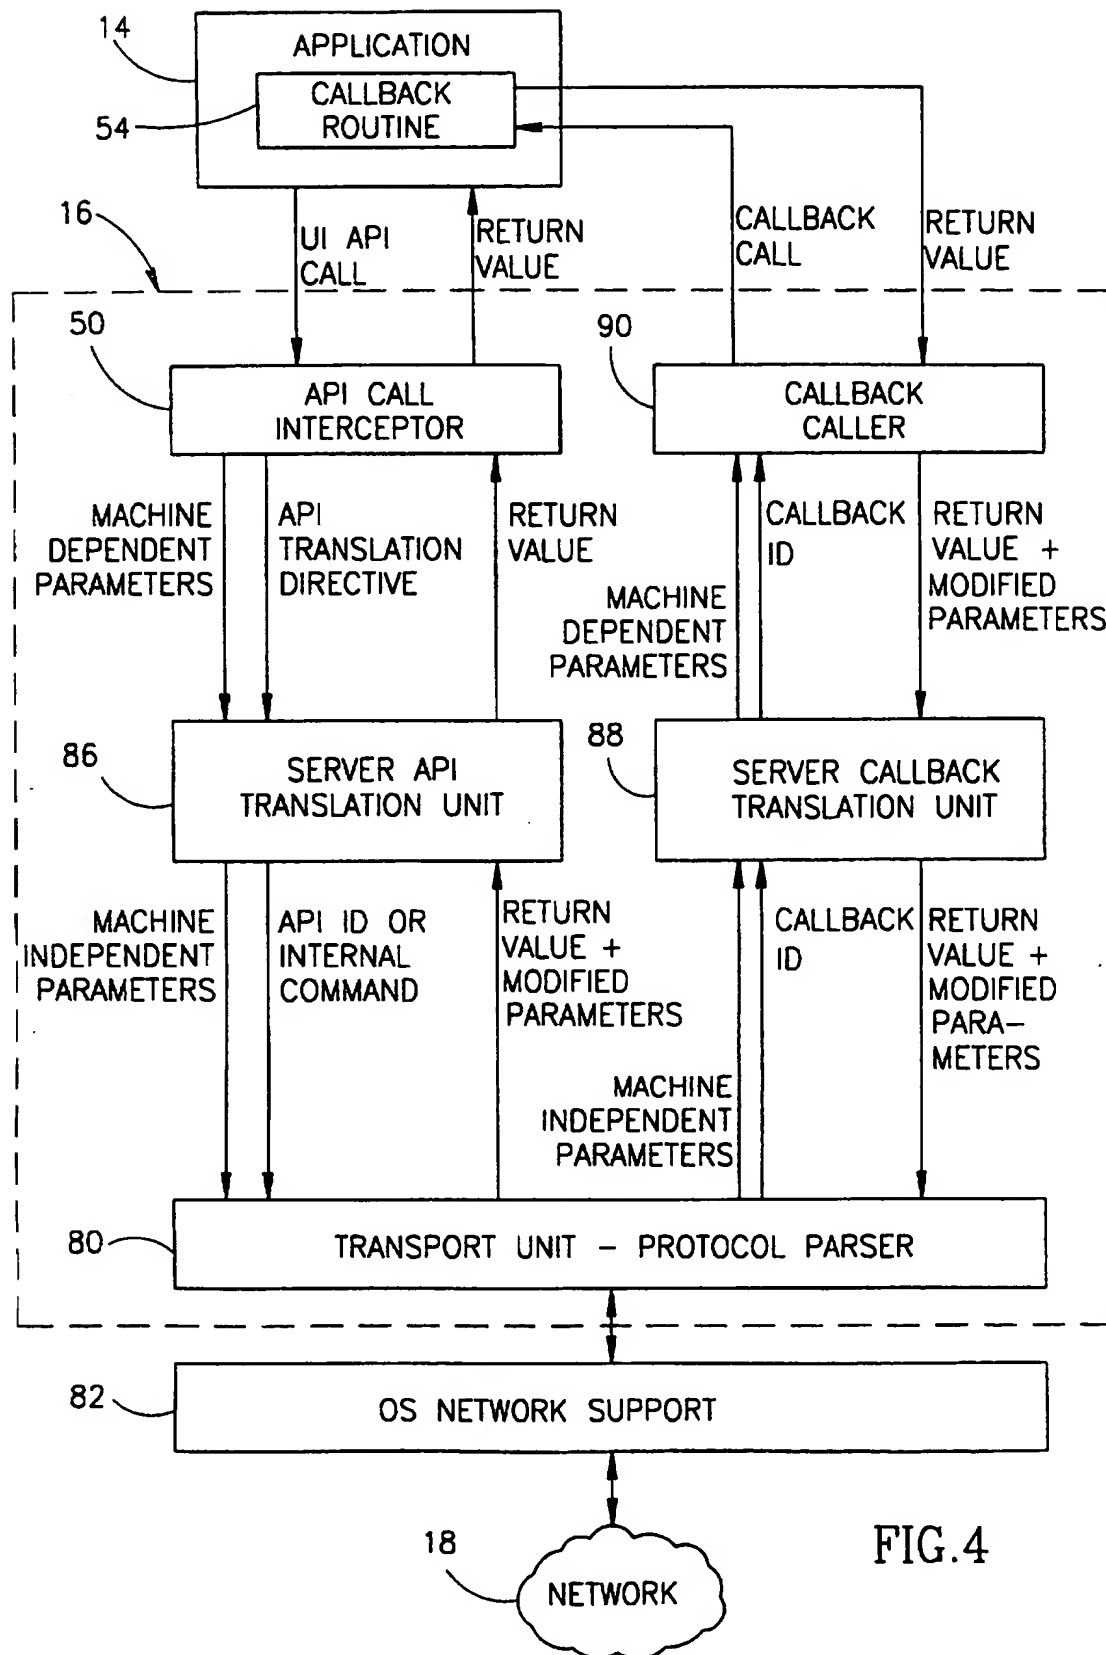 14
APPLICATION
CALLBACK
ROUTINE
54
16
UI API
CALL
RETURN
VALUE
CALLBACK
CALL
RETURN
VALUE
50
API CALL
INTERCEPTOR
90
CALLBACK
CALLER
MACHINE
DEPENDENT
PARAMETERS
API
TRANSLATION
DIRECTIVE
RETURN
VALUE
MACHINE
DEPENDENT
PARAMETERS
CALLBACK
ID
RETURN
VALUE +
MODIFIED
PARAMETERS
86
SERVER API
TRANSLATION UNIT
88
SERVER CALLBACK
TRANSLATION UNIT
MACHINE
INDEPENDENT
PARAMETERS
API ID OR
INTERNAL
COMMAND
RETURN
VALUE +
MODIFIED
PARAMETERS
MACHINE
INDEPENDENT
PARAMETERS
CALLBACK
ID
RETURN
VALUE +
MODIFIED
PARA-
METERS
80
TRANSPORT UNIT - PROTOCOL PARSER
82
OS NETWORK SUPPORT
18
NETWORK
FIG.4